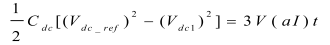 1/2 C_dc[(V_dc_ref)^2 − (V_dc1)^2] = 3 V (aI) t